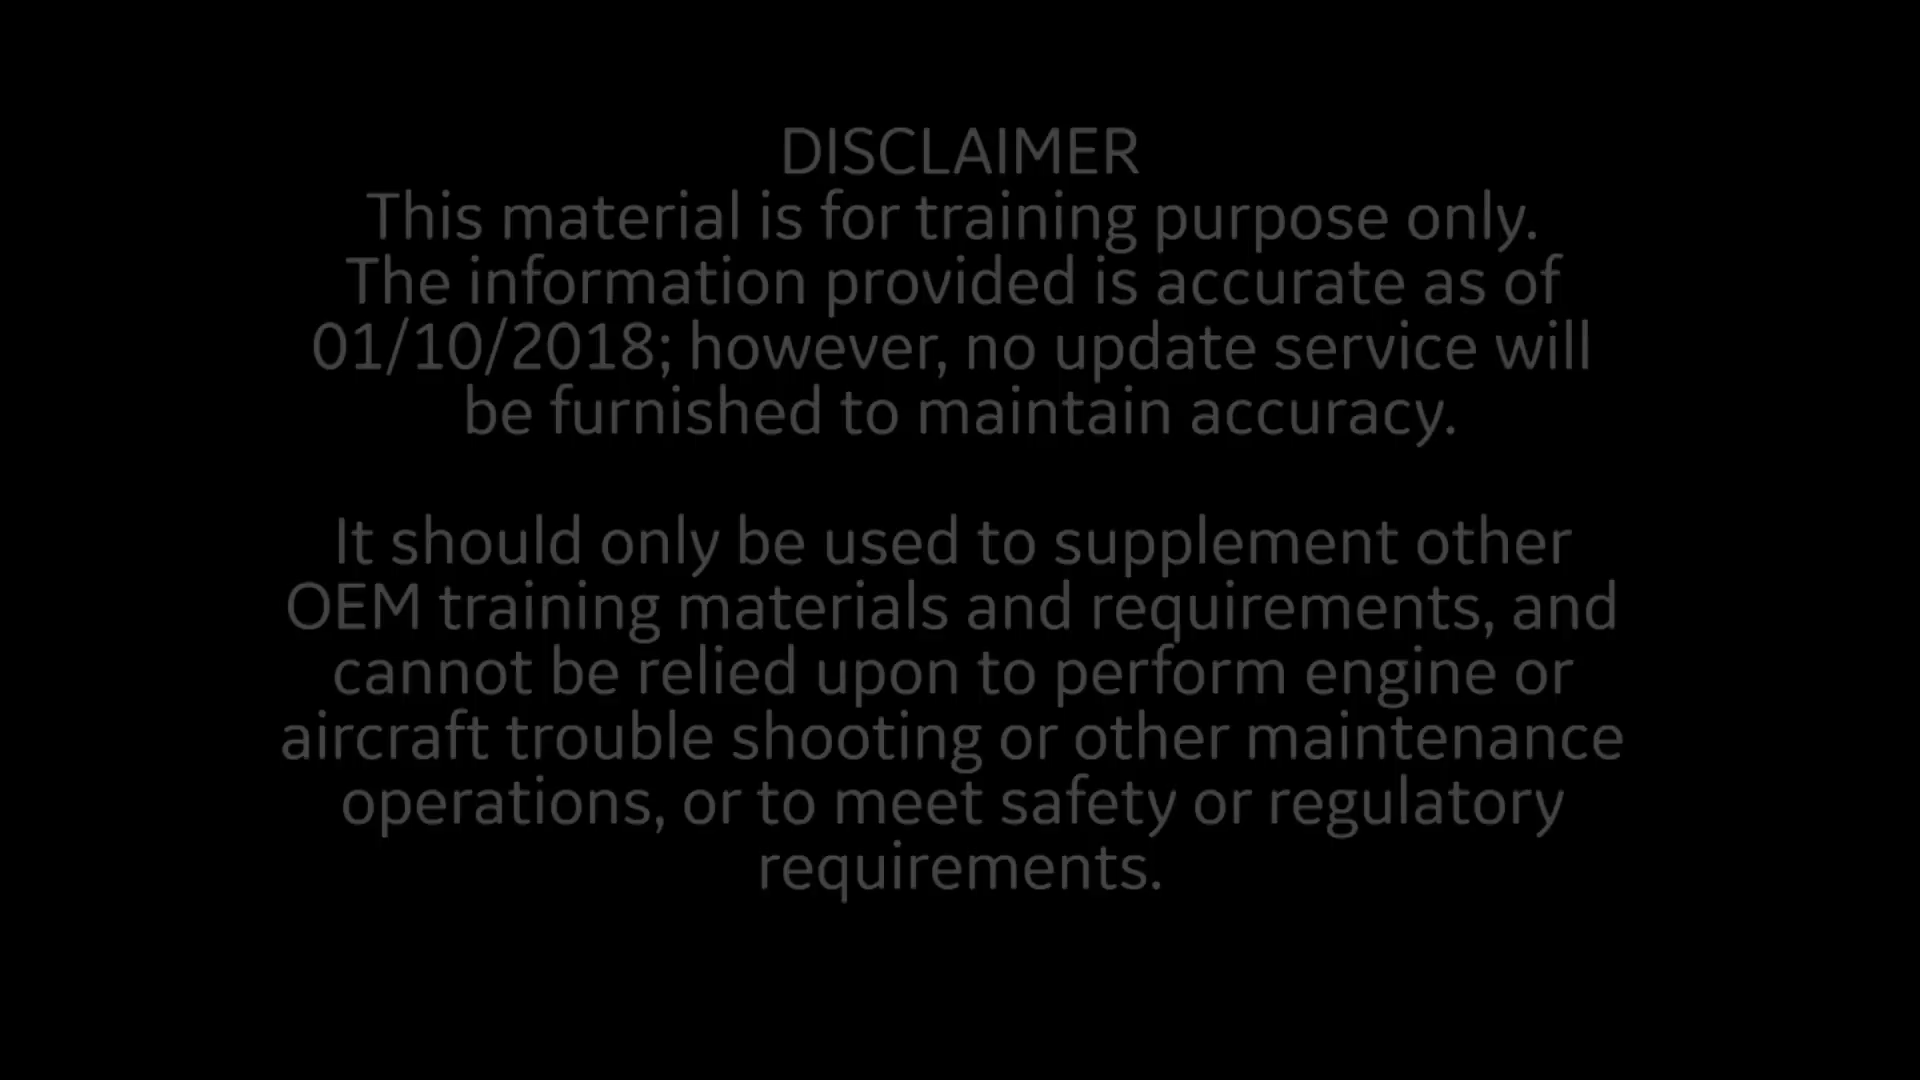 DISCLAIMER
This material is for training purpose only.
The information provided is accurate as of
01/10/2018; however, no update service will
be furnished to maintain accuracy.
It should only be used to supplement other
OEM training materials and requirements, and
cannot be relied upon to perform engine or
aircraft trouble shooting or other maintenance
operations, or to meet safety or regulatory
requirements.